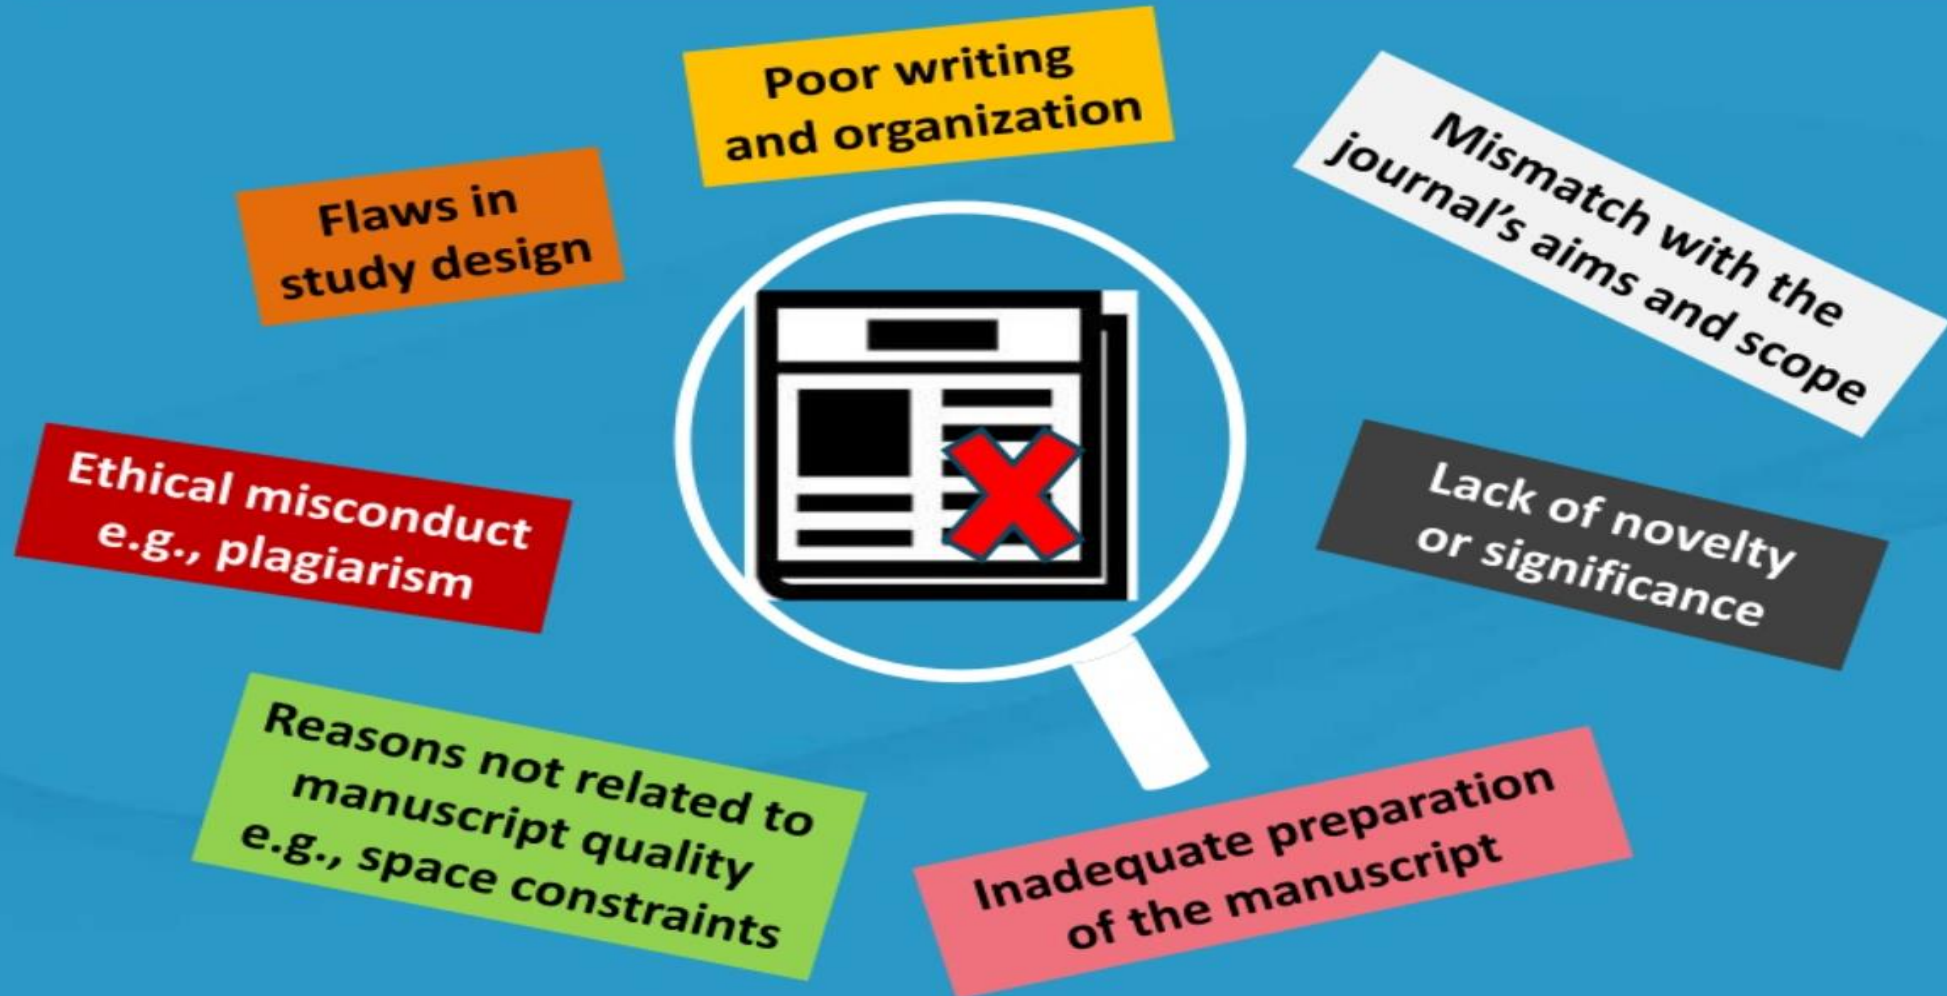 Poor writing
and organization
Mismatch with the
journal’s aims and scope
Flaws in
study design
Ethical misconduct
e.g., plagiarism
Lack of novelty
or significance
Reasons not related to
manuscript quality
e.g., space constraints
Inadequate preparation
of the manuscript